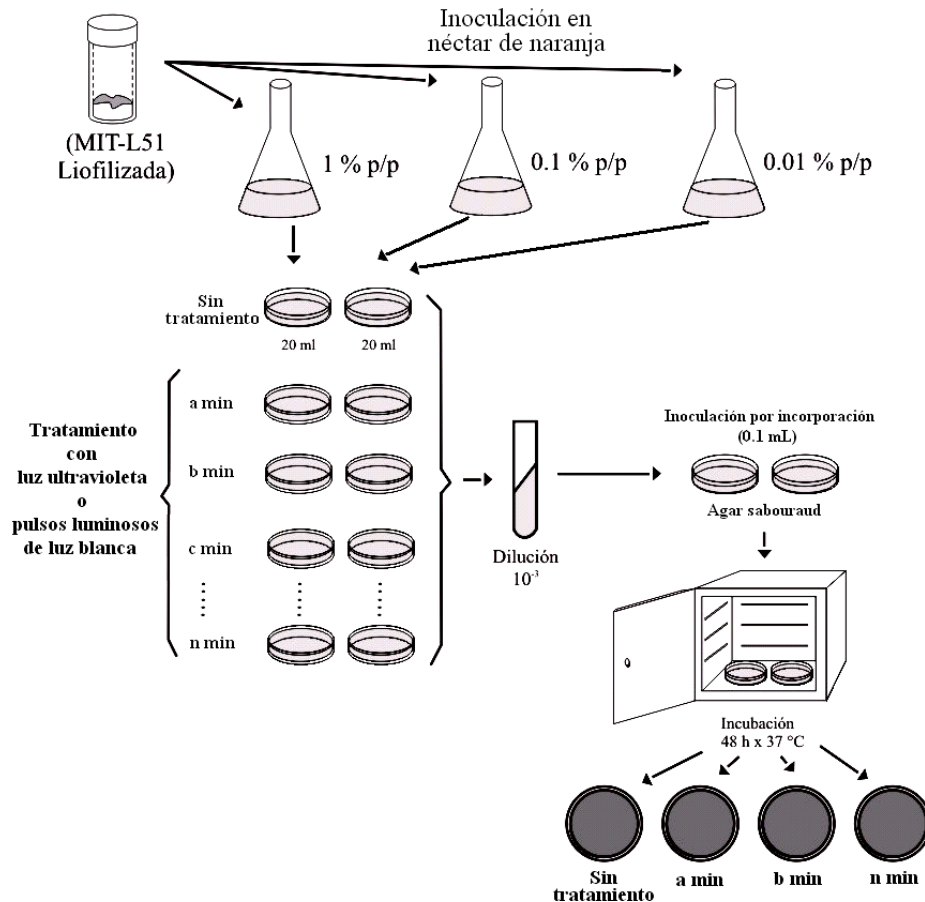 Inoculación en
néctar de naranja
(MIT-L51
Liofilizada)
1 % p/p
0.1 % p/p
0.01 % p/p
Sin
tratamiento
20 ml
20 ml
Tratamiento
con
luz ultravioleta
o
pulsos luminosos
de luz blanca
a min
b min
c min
n min
Dilución
10⁻³
Inoculación por incorporación
(0.1 mL)
Agar sabouraud
Incubación
48 h x 37 °C
Sin
tratamiento
a min
b min
n min